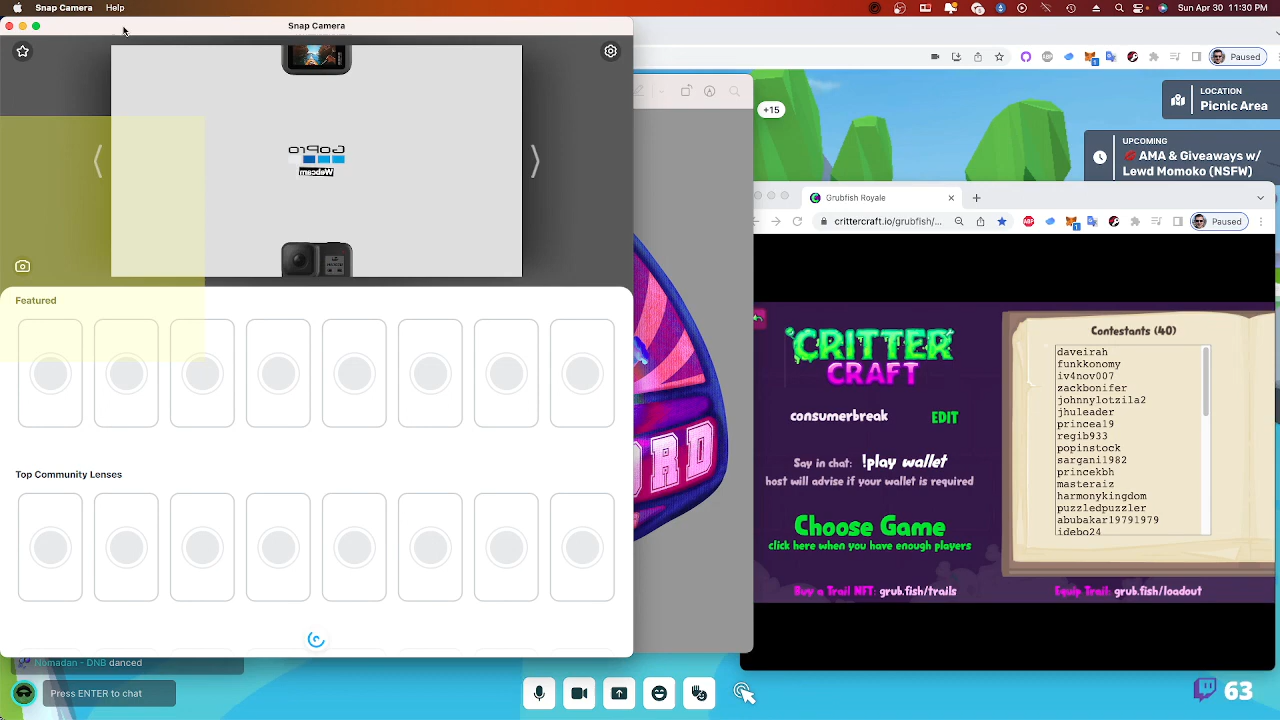 Snap Camera Help
Sun Apr 30 11:30 PM
Snap Camera
GoPro
Webcam
Featured
Top Community Lenses
Nomadan - DNB danced
Press ENTER to chat
Paused
+15
LOCATION
Picnic Area
UPCOMING
AMA & Giveaways w/
Lewd Momoko (NSFW)
Grubfish Royale
crittercraft.io/grubfish/...
Paused
CRITTER
CRAFT
consumerbreak EDIT
Say in chat: !play wallet
host will advise if your wallet is required
Choose Game
click here when you have enough players
Buy a Trail NFT: grub.fish/trails
Contestants (40)
daveirah
funkkonomy
iv4nov007
zackbonifer
johnnylotzila2
jhuleader
princea19
regib933
popinstock
sargani1982
princekbh
masteraiz
harmonykingdom
puzzledpuzzler
abubakar19791979
idebo24
Equip Trail: grub.fish/loadout
63